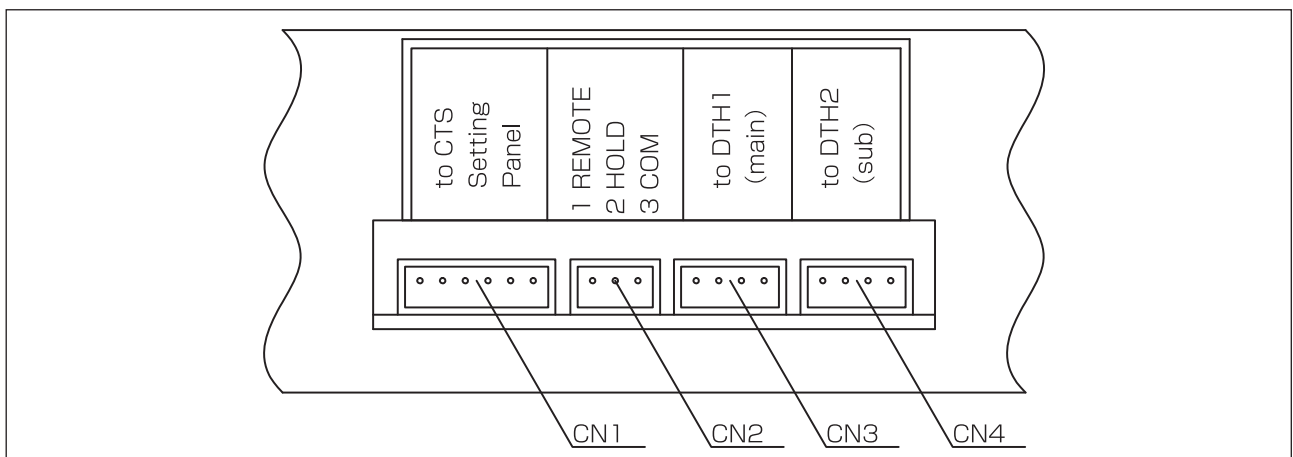 to CTS
Setting
Panel
1 REMOTE
2 HOLD
3 COM
to DTH1
(main)
to DTH2
(sub)
CN1
CN2
CN3
CN4